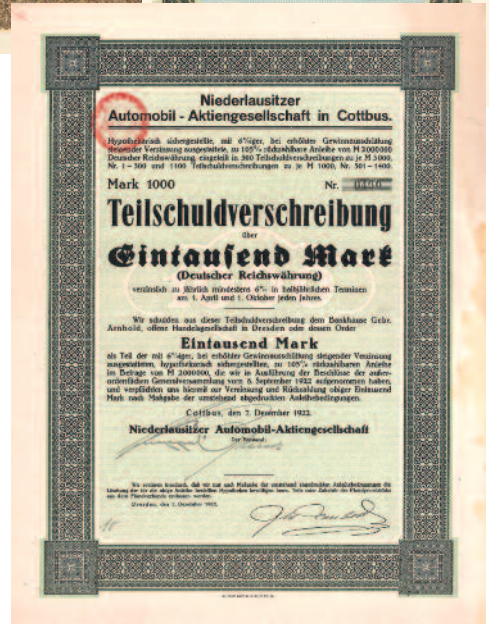 Niederlausitzer
Automobil - Aktiengesellschaft in Cottbus.
Hypothekarisch sichergestellte, mit 6%iger, bei erhöhter Gewinnausschüttung
steigender Verzinsung ausgestattete, zu 105% rückzahlbare Anleihe von M 2000000
Deutscher Reichswährung, eingeteilt in 300 Teilschuldverschreibungen zu je M 3000,
Nr. 1–300 und 1100 Teilschuldverschreibungen zu je M 1000, Nr. 301–1400.
Mark 1000 Nr.
Teilschuldverschreibung
über
Eintausend Mark
(Deutscher Reichswährung)
verzinslich zu jährlich mindestens 6% in halbjährlichen Terminen
am 1. April und 1. Oktober jeden Jahres.
Wir schulden aus dieser Teilschuldverschreibung dem Bankhause Gebr.
Arnhold, offene Handelsgesellschaft in Dresden oder dessen Order
Eintausend Mark
als Teil der mit 6%iger, bei erhöhter Gewinnausschüttung steigender Verzinsung
ausgestatteten, hypothekarisch sichergestellten, zu 105% rückzahlbaren Anleihe
im Betrage von M 2000000, die wir in Ausführung der Beschlüsse der außer-
ordentlichen Generalversammlung vom 8. September 1922 aufgenommen haben,
und verpflichten uns hiermit zur Verzinsung und Rückzahlung obiger Eintausend
Mark nach Maßgabe der umstehend abgedruckten Anleihebedingungen.
Cottbus, den 7. Dezember 1922.
Niederlausitzer Automobil-Aktiengesellschaft
Der Vorstand:
Dresden, den 7. Dezember 1922.